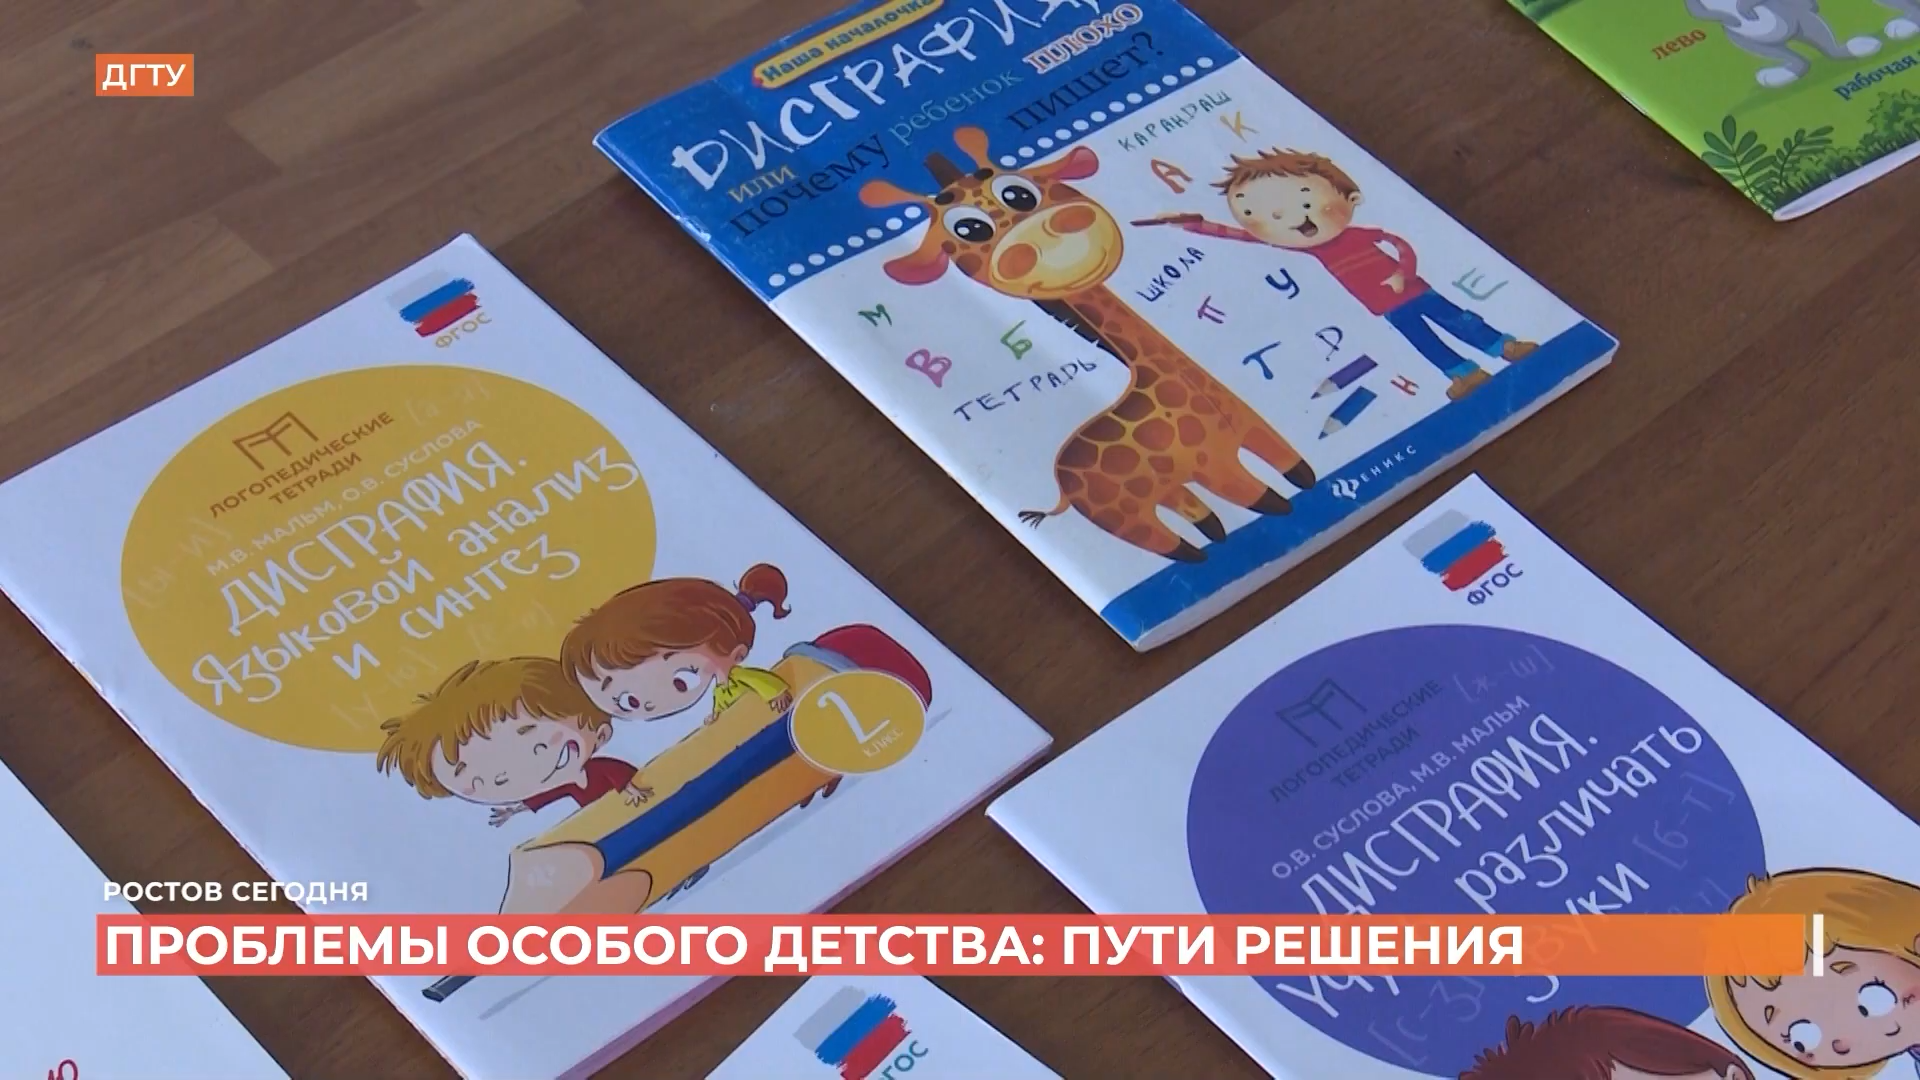 ДГТУ
Наша началочка
ДИСГРАФИЯ
или
почему ребенок плохо
пишет?
КАРАНДАШ
А К
ШКОЛА
М
В Б
ТЕТРАДЬ
П У
Т Д
Е
Н
ФЕНИКС
лево
рабочая
ФГОС
ЛОГОПЕДИЧЕСКИЕ
ТЕТРАДИ
М.В. МАЛЬМ, О.В. СУСЛОВА
ДИСГРАФИЯ.
Языковой анализ
и синтез
2
КЛАСС
ФГОС
ЛОГОПЕДИЧЕСКИЕ
ТЕТРАДИ
О.В. СУСЛОВА, М.В. МАЛЬМ
ДИСГРАФИЯ.
различать
[ж-ш]
[б-т]
ФГОС
РОСТОВ СЕГОДНЯ
ПРОБЛЕМЫ ОСОБОГО ДЕТСТВА: ПУТИ РЕШЕНИЯ